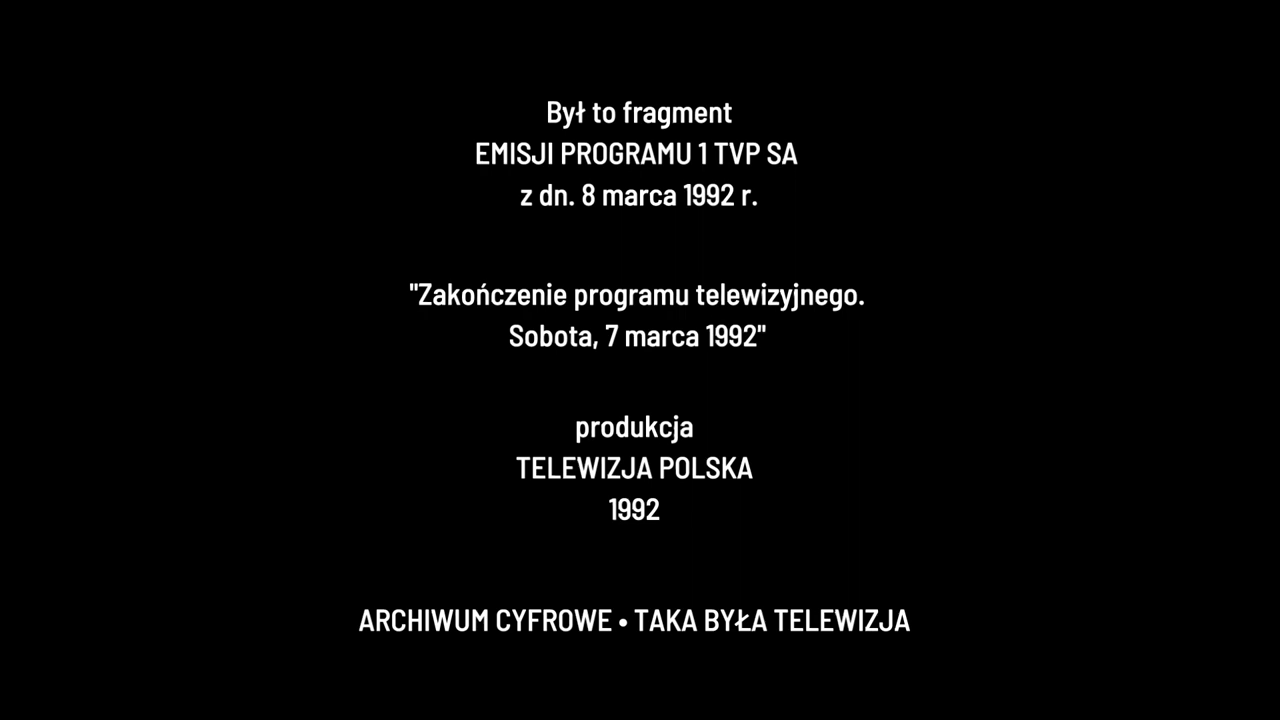 Był to fragment
EMISJI PROGRAMU 1 TVP SA
z dn. 8 marca 1992 r.
"Zakończenie programu telewizyjnego.
Sobota, 7 marca 1992"
produkcja
TELEWIZJA POLSKA
1992
ARCHIWUM CYFROWE • TAKA BYŁA TELEWIZJA